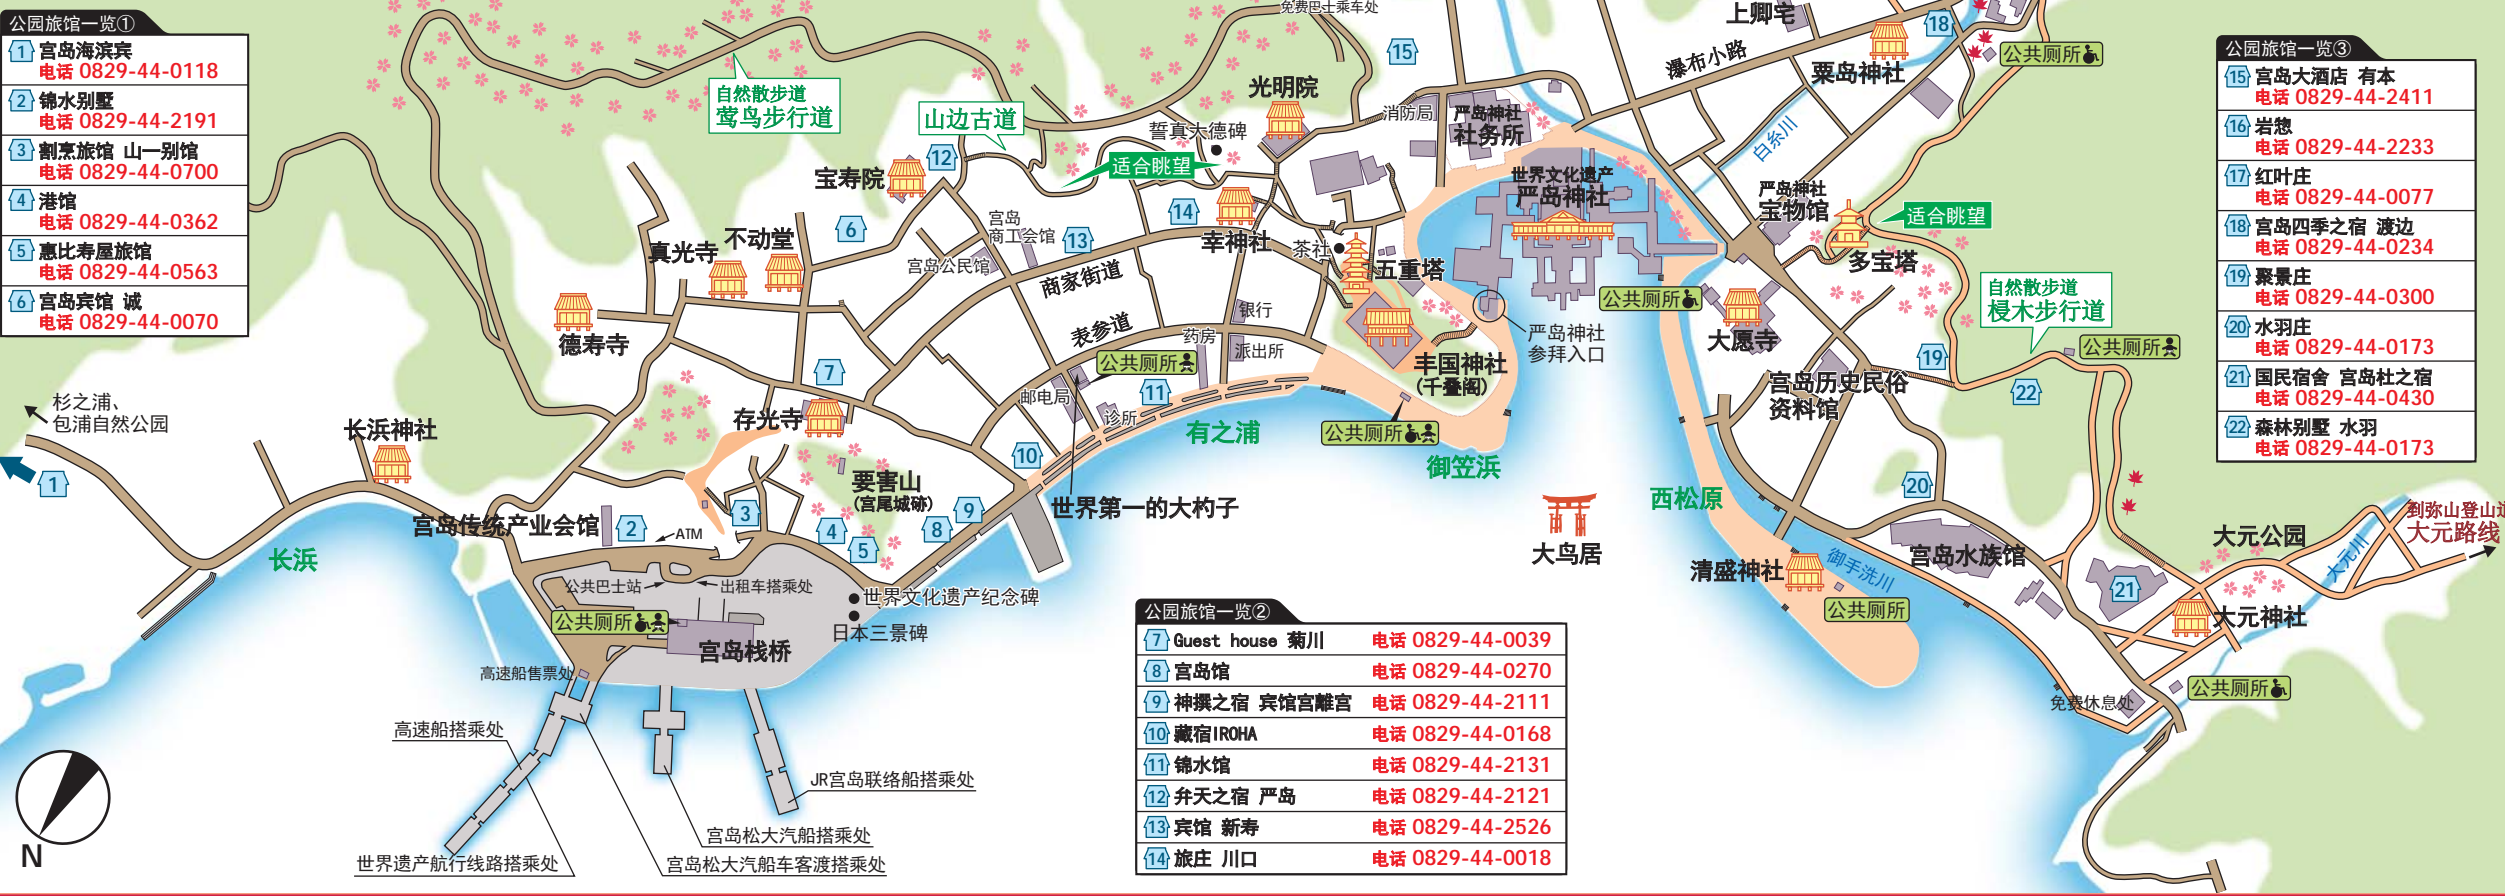 公园旅馆一览①
1 宫岛海滨宾
电话 0829-44-0118
2 锦水别墅
电话 0829-44-2191
3 割烹旅馆 山一别馆
电话 0829-44-0700
4 港馆
电话 0829-44-0362
5 惠比寿屋旅馆
电话 0829-44-0563
6 宫岛宾馆 诚
电话 0829-44-0070
公园旅馆一览③
15 宫岛大酒店 有本
电话 0829-44-2411
16 岩惣
电话 0829-44-2233
17 红叶庄
电话 0829-44-0077
18 宫岛四季之宿 渡边
电话 0829-44-0234
19 聚景庄
电话 0829-44-0300
20 水羽庄
电话 0829-44-0173
21 国民宿舍 宫岛杜之宿
电话 0829-44-0430
22 森林别墅 水羽
电话 0829-44-0173
公园旅馆一览②
7 Guest house 菊川 电话 0829-44-0039
8 宫岛馆 电话 0829-44-0270
9 神撰之宿 宾馆宫離宫 电话 0829-44-2111
10 藏宿IROHA 电话 0829-44-0168
11 锦水馆 电话 0829-44-2131
12 弁天之宿 严岛 电话 0829-44-2121
13 宾馆 新寿 电话 0829-44-2526
14 旅庄 川口 电话 0829-44-0018
免费巴士乘车处
上卿宅
18
公共厕所
15
瀑布小路
粟岛神社
自然散步道
莺鸟步行道
山边古道
光明院
消防局
严岛神社
社务所
誓真大德碑
适合眺望
白糸川
12
宝寿院
世界文化遗产
严岛神社
严岛神社
宝物馆
适合眺望
14
6
宫岛
商工会馆
13
幸神社
茶社
真光寺
不动堂
宫岛公民馆
五重塔
多宝塔
商家街道
自然散步道
楾木步行道
公共厕所
银行
严岛神社
参拜入口
大愿寺
德寿寺
表参道
药房
派出所
丰国神社
(千叠阁)
公共厕所
19
公共厕所
7
11
22
宫岛历史民俗
资料馆
邮电局
诊所
杉之浦、
包浦自然公园
长浜神社
存光寺
有之浦
公共厕所
1
10
御笠浜
要害山
(宫尾城砳)
世界第一的大杓子
西松原
20
3
9
8
4
5
宫岛传统产业会馆
2
ATM
大鸟居
到弥山登山道
大元路线
大元公园
长浜
清盛神社
御手洗川
宫岛水族馆
大元川
公共巴士站
出租车搭乘处
21
世界文化遗产纪念碑
公共厕所
公共厕所
大元神社
日本三景碑
宫岛栈桥
高速船售票处
公共厕所
免费休息处
高速船搭乘处
JR宫岛联络船搭乘处
宫岛松大汽船搭乘处
世界遗产航行线路搭乘处
宫岛松大汽船车客渡搭乘处
N